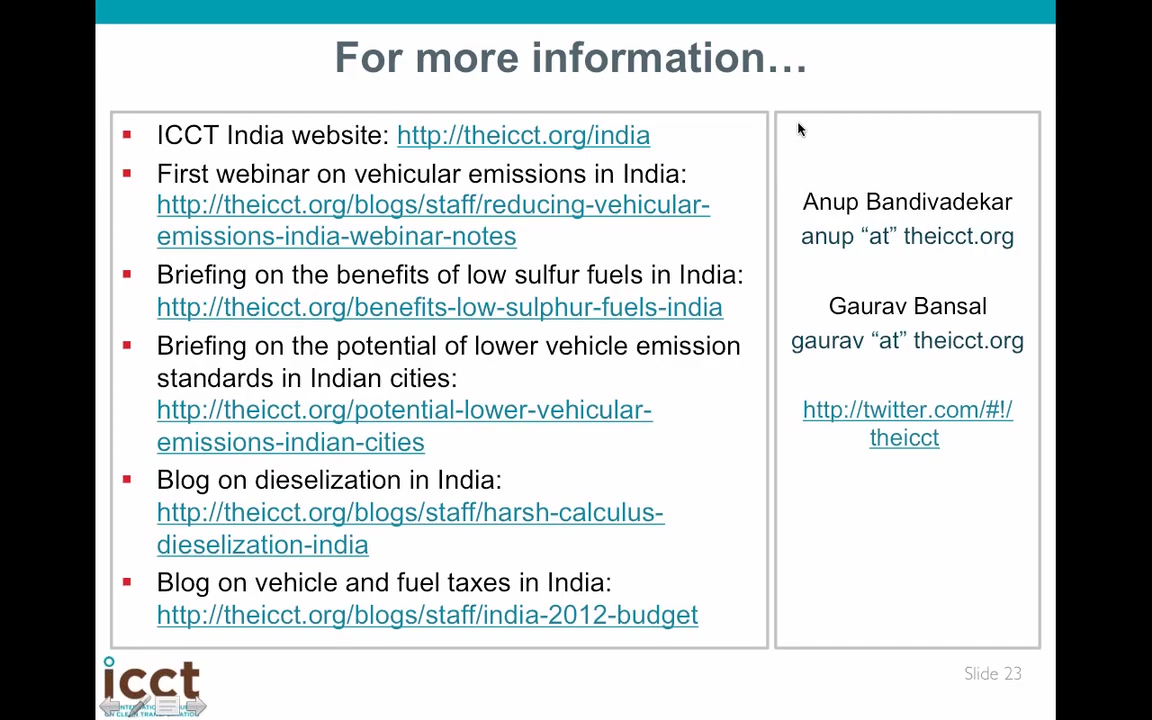 For more information…
ICCT India website: http://theicct.org/india
First webinar on vehicular emissions in India:
http://theicct.org/blogs/staff/reducing-vehicular-
emissions-india-webinar-notes
Briefing on the benefits of low sulfur fuels in India:
http://theicct.org/benefits-low-sulphur-fuels-india
Briefing on the potential of lower vehicle emission
standards in Indian cities:
http://theicct.org/potential-lower-vehicular-
emissions-indian-cities
Blog on dieselization in India:
http://theicct.org/blogs/staff/harsh-calculus-
dieselization-india
Blog on vehicle and fuel taxes in India:
http://theicct.org/blogs/staff/india-2012-budget
Anup Bandivadekar
anup “at” theicct.org
Gaurav Bansal
gaurav “at” theicct.org
http://twitter.com/#!/
theicct
icct
Slide 23